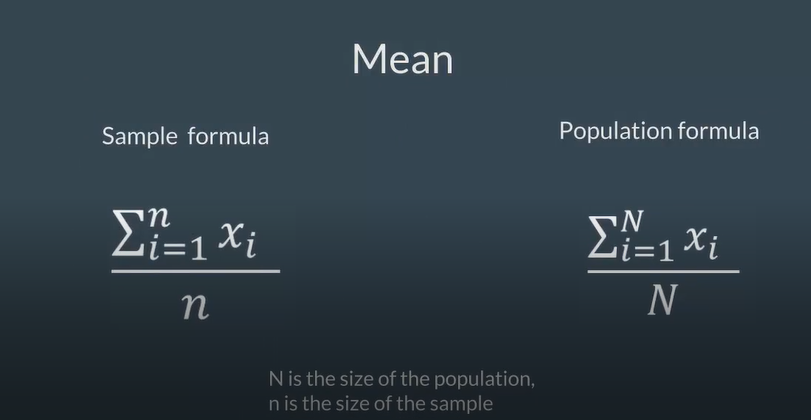 Mean
Sample formula
Population formula
∑ⁿᵢ₌₁ xᵢ
n
∑ᴺᵢ₌₁ xᵢ
N
N is the size of the population,
n is the size of the sample